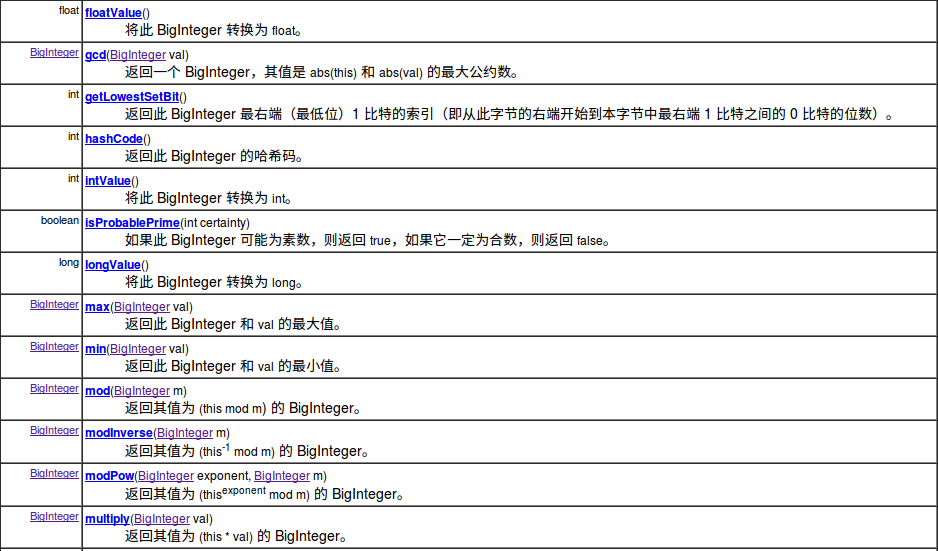 float floatValue()
将此 BigInteger 转换为 float。
BigInteger gcd(BigInteger val)
返回一个 BigInteger，其值是 abs(this) 和 abs(val) 的最大公约数。
int getLowestSetBit()
返回此 BigInteger 最右端（最低位）1 比特的索引（即从此字节的右端开始到本字节中最右端 1 比特之间的 0 比特的位数）。
int hashCode()
返回此 BigInteger 的哈希码。
int intValue()
将此 BigInteger 转换为 int。
boolean isProbablePrime(int certainty)
如果此 BigInteger 可能为素数，则返回 true，如果它一定为合数，则返回 false。
long longValue()
将此 BigInteger 转换为 long。
BigInteger max(BigInteger val)
返回此 BigInteger 和 val 的最大值。
BigInteger min(BigInteger val)
返回此 BigInteger 和 val 的最小值。
BigInteger mod(BigInteger m)
返回其值为 (this mod m) 的 BigInteger。
BigInteger modInverse(BigInteger m)
返回其值为 (this-1 mod m) 的 BigInteger。
BigInteger modPow(BigInteger exponent, BigInteger m)
返回其值为 (thisexponent mod m) 的 BigInteger。
BigInteger multiply(BigInteger val)
返回其值为 (this * val) 的 BigInteger。